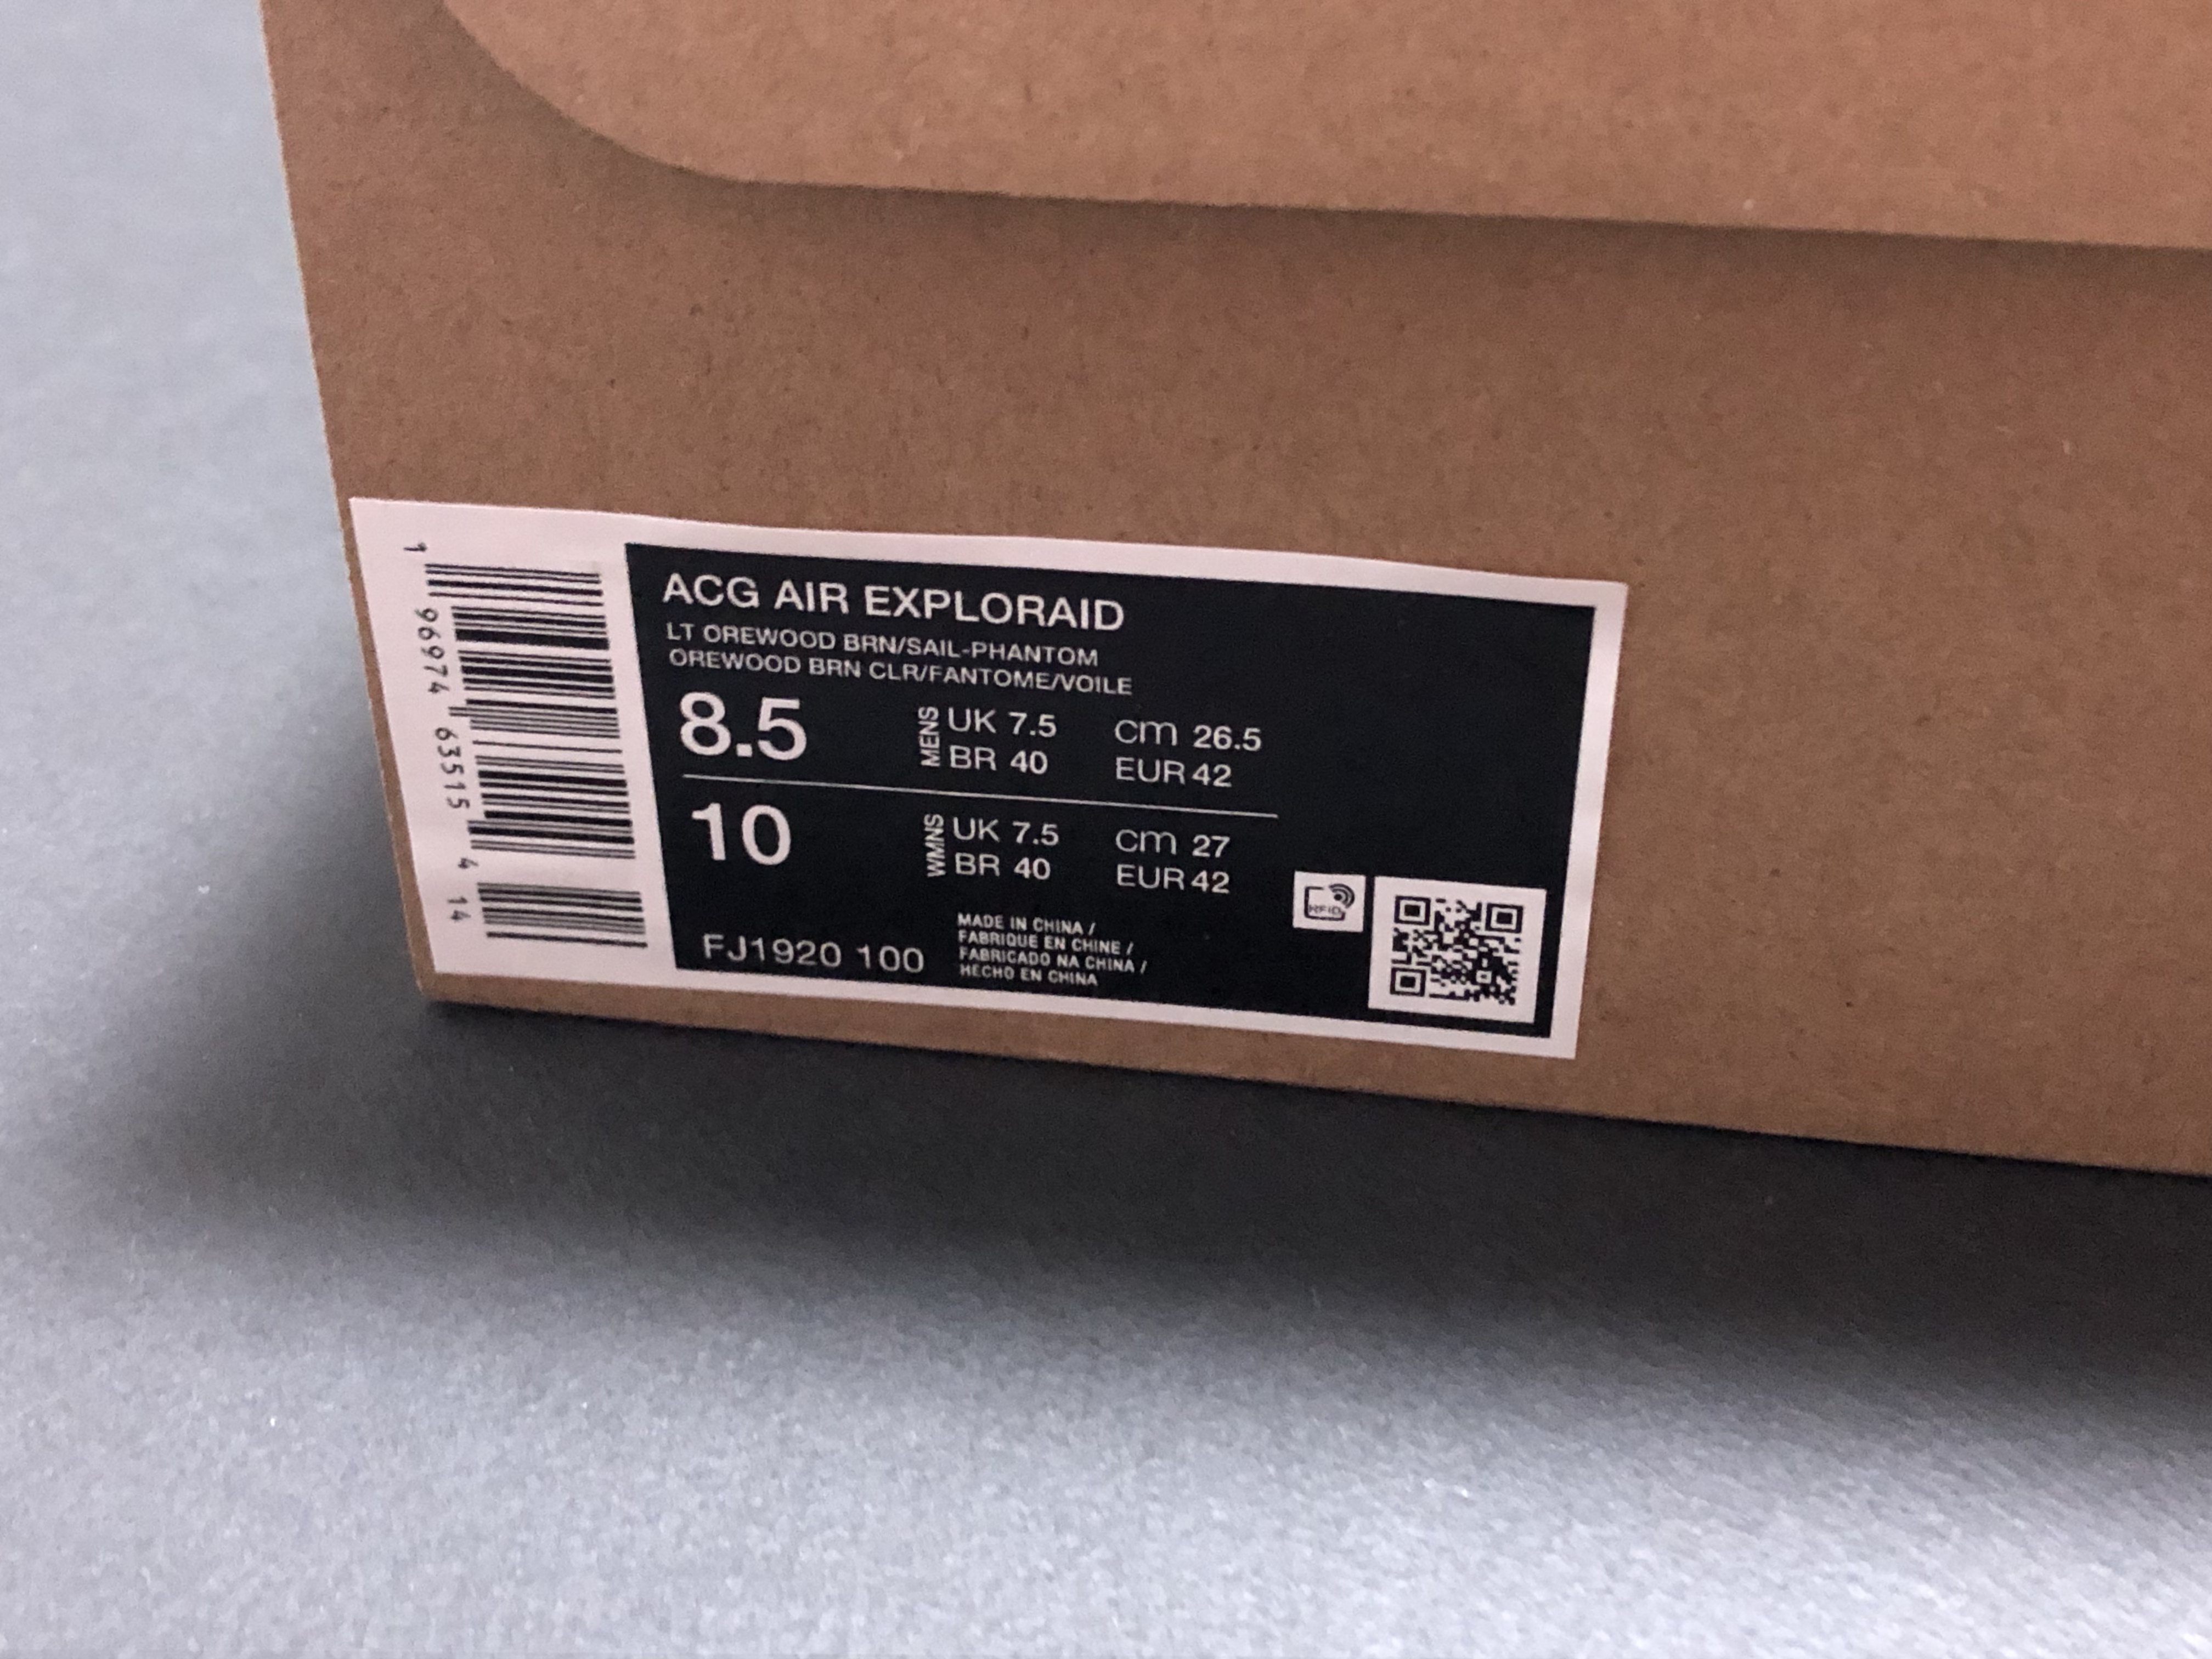 ACG AIR EXPLORAID
LT OREWOOD BRN/SAIL-PHANTOM
OREWOOD BRN CLR/FANTOME/VOILE
8.5 MENS UK 7.5 cm 26.5
BR 40 EUR 42
10 WMNS UK 7.5 cm 27
BR 40 EUR 42
FJ1920 100
MADE IN CHINA /
FABRIQUE EN CHINE /
FABRICADO NA CHINA /
HECHO EN CHINA
RFID
1 96974 63515 4 14